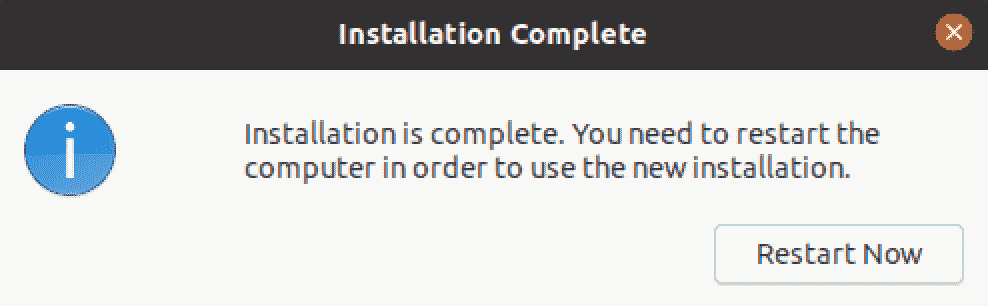 Installation Complete
Installation is complete. You need to restart the
computer in order to use the new installation.
Restart Now